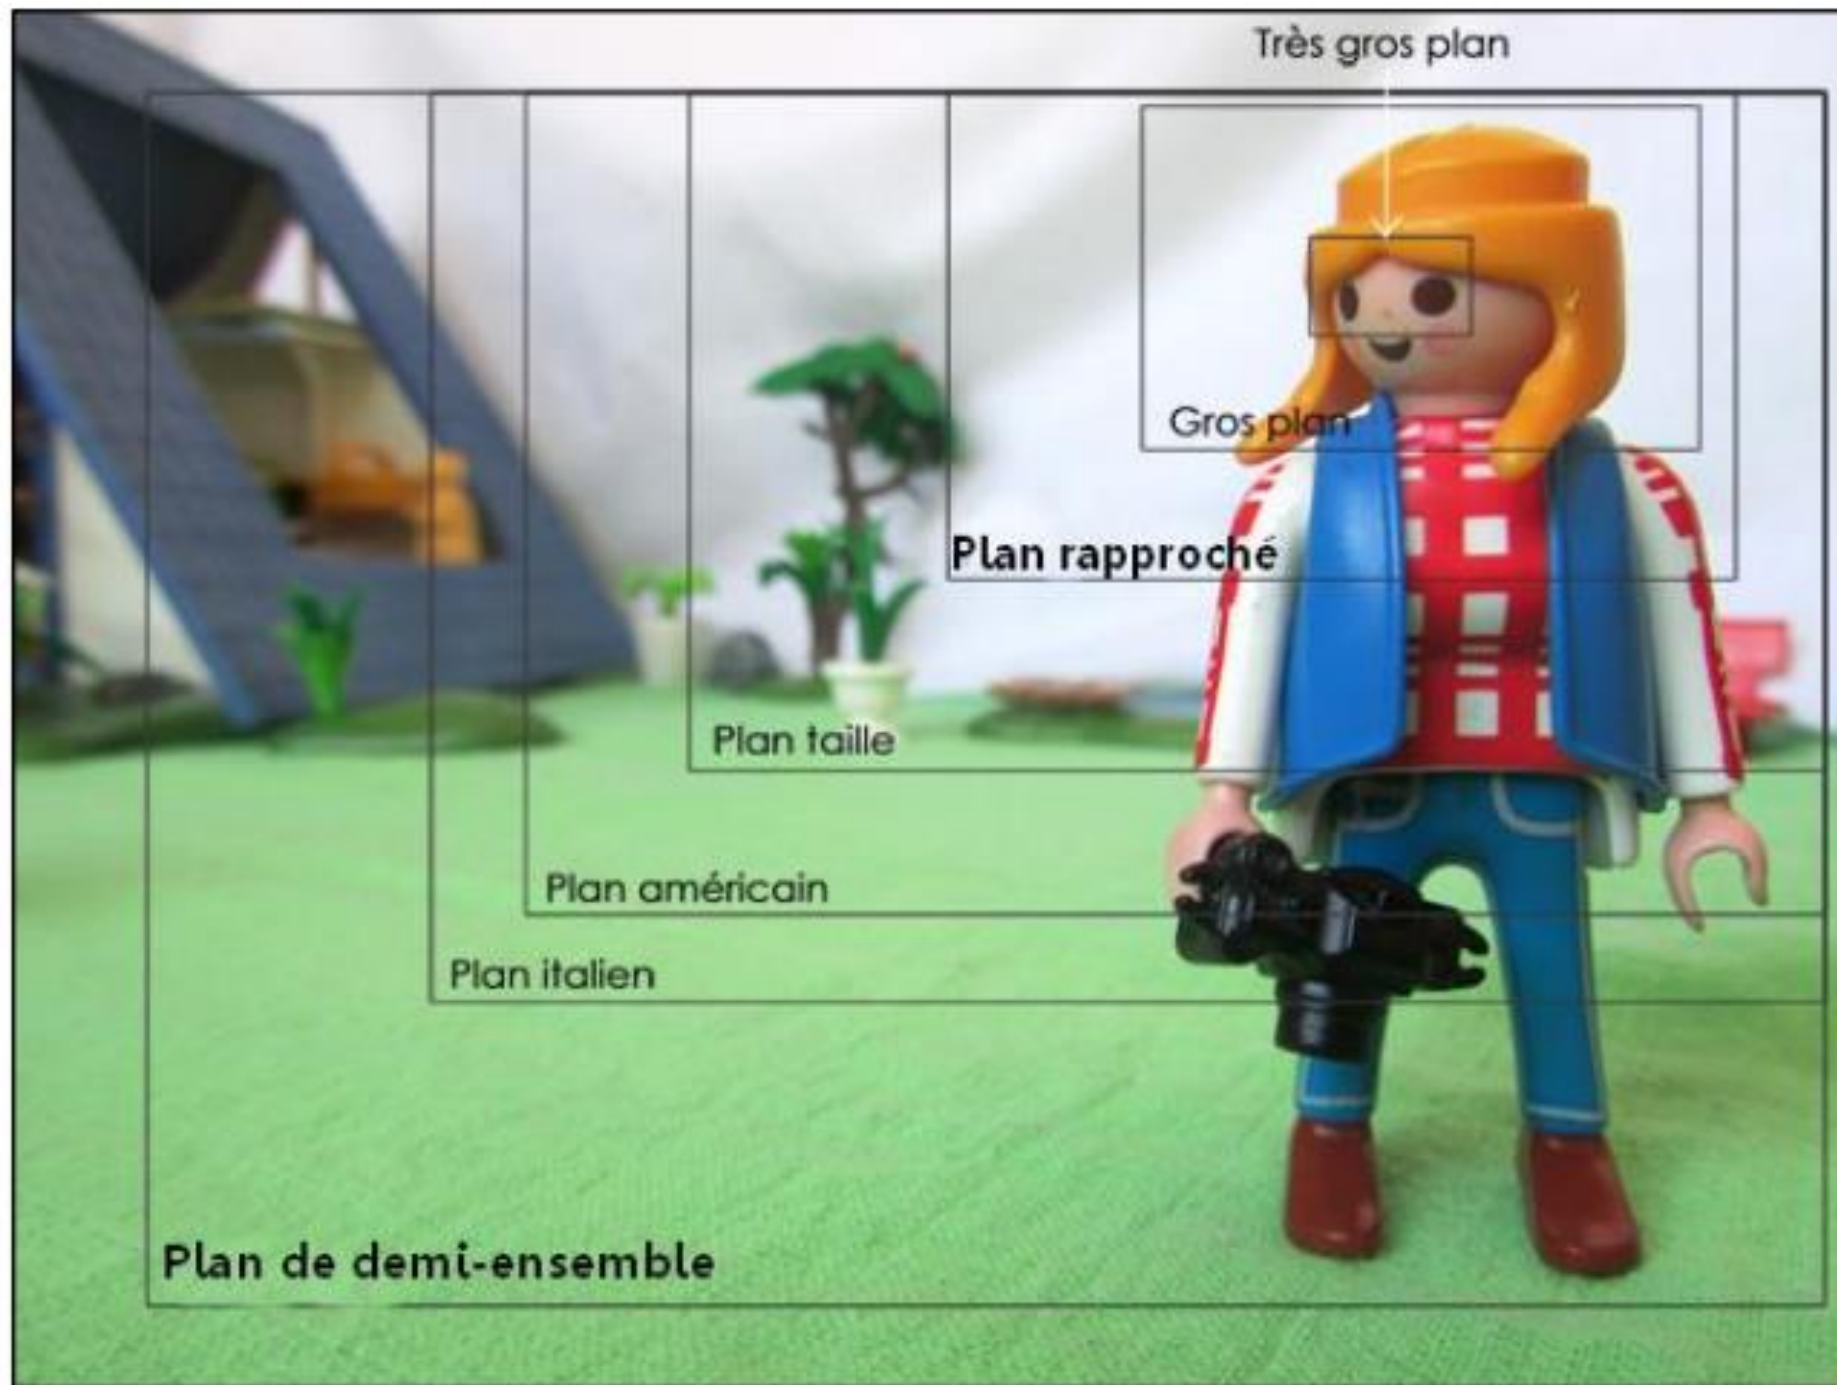 Très gros plan
Gros plan
Plan rapproché
Plan taille
Plan américain
Plan italien
Plan de demi-ensemble